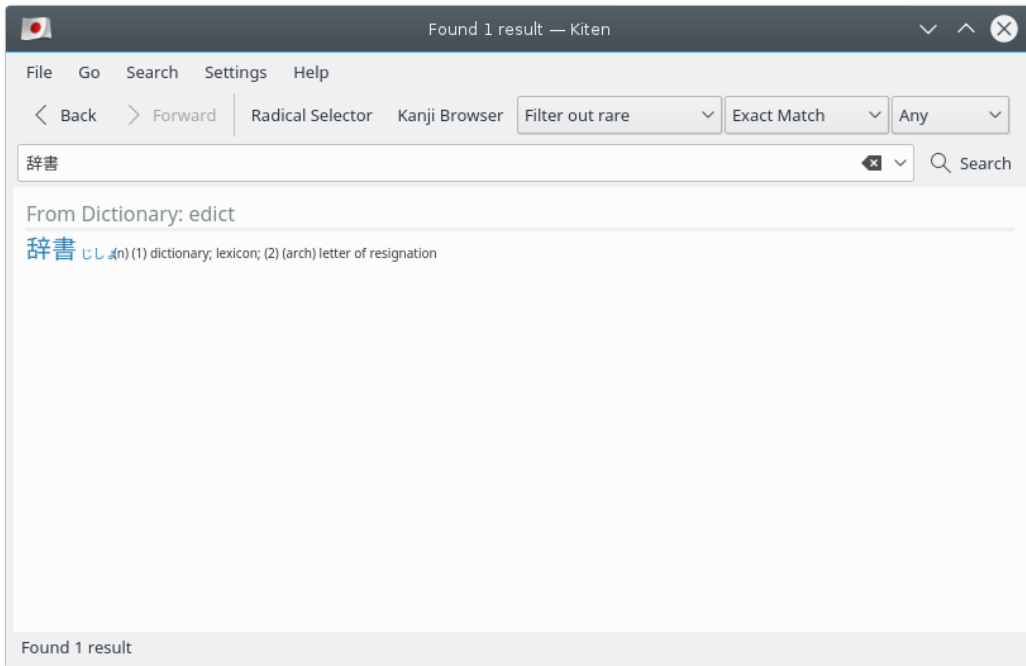 Found 1 result — Kiten
File Go Search Settings Help
Back Forward Radical Selector Kanji Browser Filter out rare Exact Match Any
辞書 Search
From Dictionary: edict
辞書 じしょ (n) (1) dictionary; lexicon; (2) (arch) letter of resignation
Found 1 result